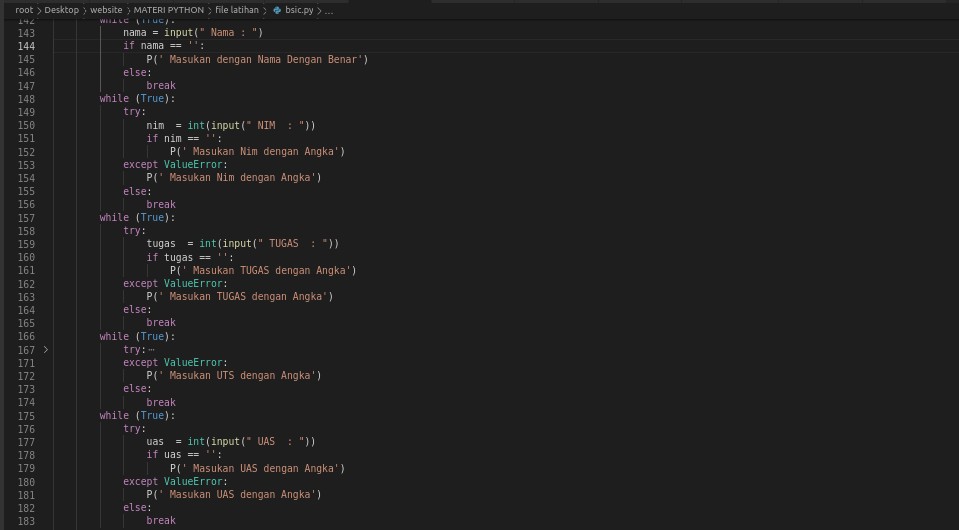 root > Desktop > website > MATERI PYTHON > file latihan > bsic.py > ...
142 while (True):
143 nama = input(" Nama : ")
144 if nama == '':
145 P(' Masukan dengan Nama Dengan Benar')
146 else:
147 break
148 while (True):
149 try:
150 nim  = int(input(" NIM  : "))
151 if nim == '':
152 P(' Masukan Nim dengan Angka')
153 except ValueError:
154 P(' Masukan Nim dengan Angka')
155 else:
156 break
157 while (True):
158 try:
159 tugas  = int(input(" TUGAS  : "))
160 if tugas == '':
161 P(' Masukan TUGAS dengan Angka')
162 except ValueError:
163 P(' Masukan TUGAS dengan Angka')
164 else:
165 break
166 while (True):
167 try:⋯
171 except ValueError:
172 P(' Masukan UTS dengan Angka')
173 else:
174 break
175 while (True):
176 try:
177 uas  = int(input(" UAS  : "))
178 if uas == '':
179 P(' Masukan UAS dengan Angka')
180 except ValueError:
181 P(' Masukan UAS dengan Angka')
182 else:
183 break